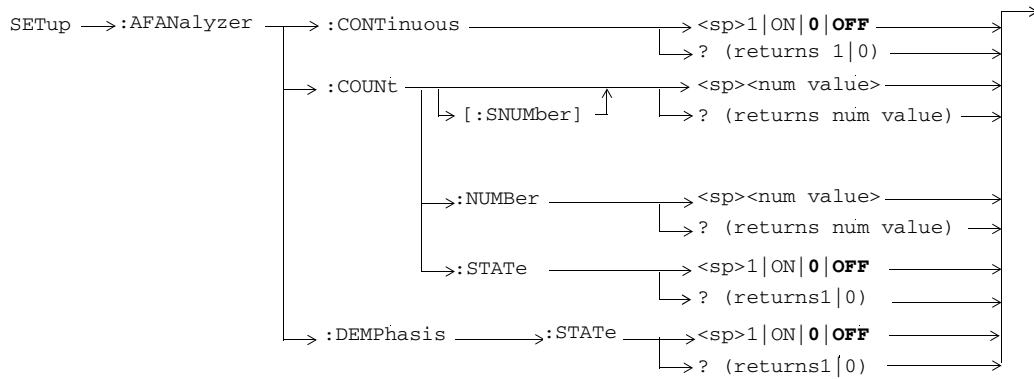 SETup :AFANalyzer :CONTinuous <sp>1|ON|0|OFF
? (returns 1|0)
:COUNt <sp><num value>
[:SNUMber] ? (returns num value)
:NUMBer <sp><num value>
? (returns num value)
:STATe <sp>1|ON|0|OFF
? (returns1|0)
:DEMPhasis :STATe <sp>1|ON|0|OFF
? (returns1|0)